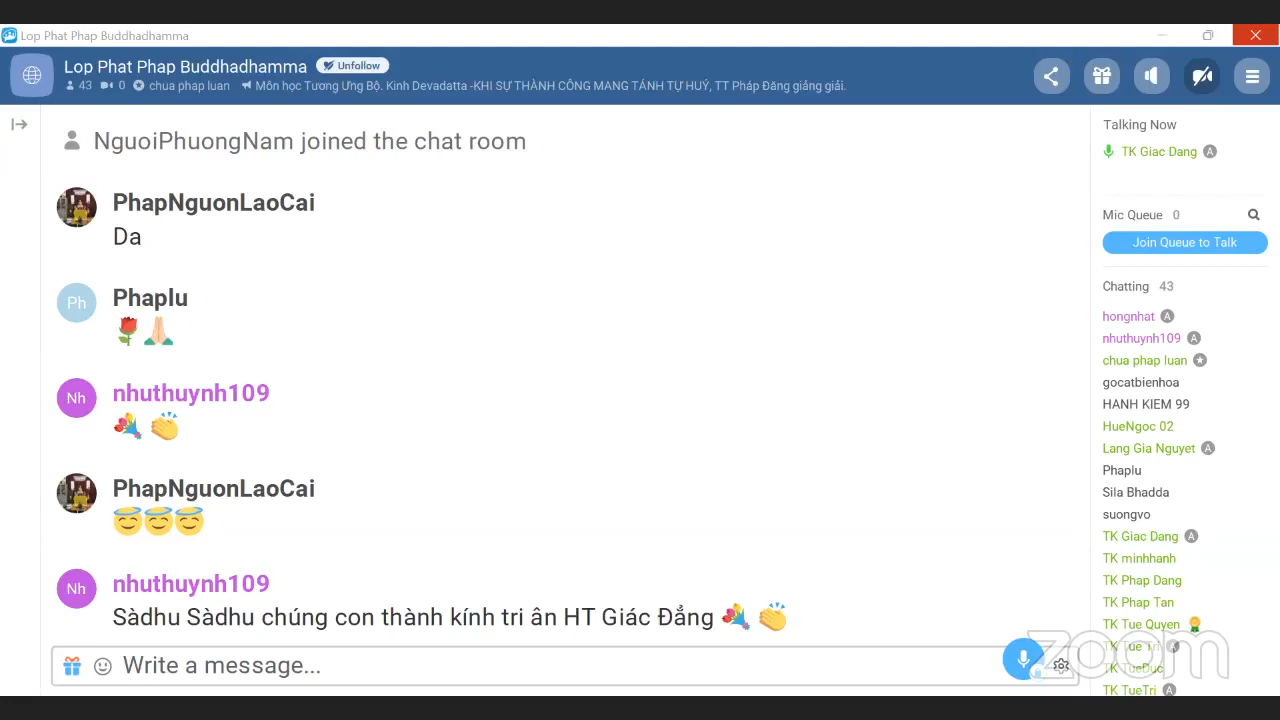 Lop Phat Phap Buddhadhamma
Lop Phat Phap Buddhadhamma Unfollow
43 0 chua phap luan Môn học Tương Ưng Bộ. Kinh Devadatta -KHI SỰ THÀNH CÔNG MANG TÁNH TỰ HUỶ, TT Pháp Đăng giảng giải.
NguoiPhuongNam joined the chat room
PhapNguonLaoCai
Da
Ph
Phaplu
Nh
nhuthuynh109
PhapNguonLaoCai
Nh
nhuthuynh109
Sàdhu Sàdhu chúng con thành kính tri ân HT Giác Đẳng
Write a message...
Talking Now
TK Giac Dang A
Mic Queue 0
Join Queue to Talk
Chatting 43
hongnhat A
nhuthuynh109 A
chua phap luan
gocatbienhoa
HANH KIEM 99
HueNgoc 02
Lang Gia Nguyet A
Phaplu
Sila Bhadda
suongvo
TK Giac Dang A
TK minhhanh
TK Phap Dang
TK Phap Tan
TK Tue Quyen
TK Tue Tri A
TK TueDuc
TK TueTri A
zoom